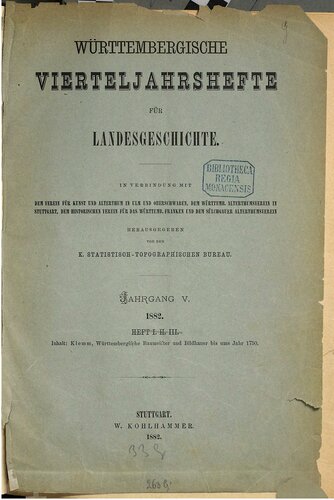 WÜRTTEMBERGISCHE
VIERTELJAHRSHEFTE
FÜR
LANDESGESCHICHTE.
IN VERBINDUNG MIT
DEM VEREIN FÜR KUNST UND ALTERTHUM IN ULM UND OBERSCHWABEN, DEM WÜRTTB. ALTERTHUMSVEREIN IN
STUTTGART, DEM HISTORISCHEN VEREIN FÜR DAS WÜRTTEMB. FRANKEN UND DEM SÜLCHGAUER ALTERTHUMSVEREIN
BIBLIOTHECA
REGIA
MONACENSIS
HERAUSGEGEBEN
VON DEM
K. STATISTISCH-TOPOGRAPHISCHEN BUREAU.
JAHRGANG V.
1882.
HEFT I. II. III.
Inhalt: Klemm, Württembergische Baumeister und Bildhauer bis ums Jahr 1750.
STUTTGART.
W. KOHLHAMMER.
1882.